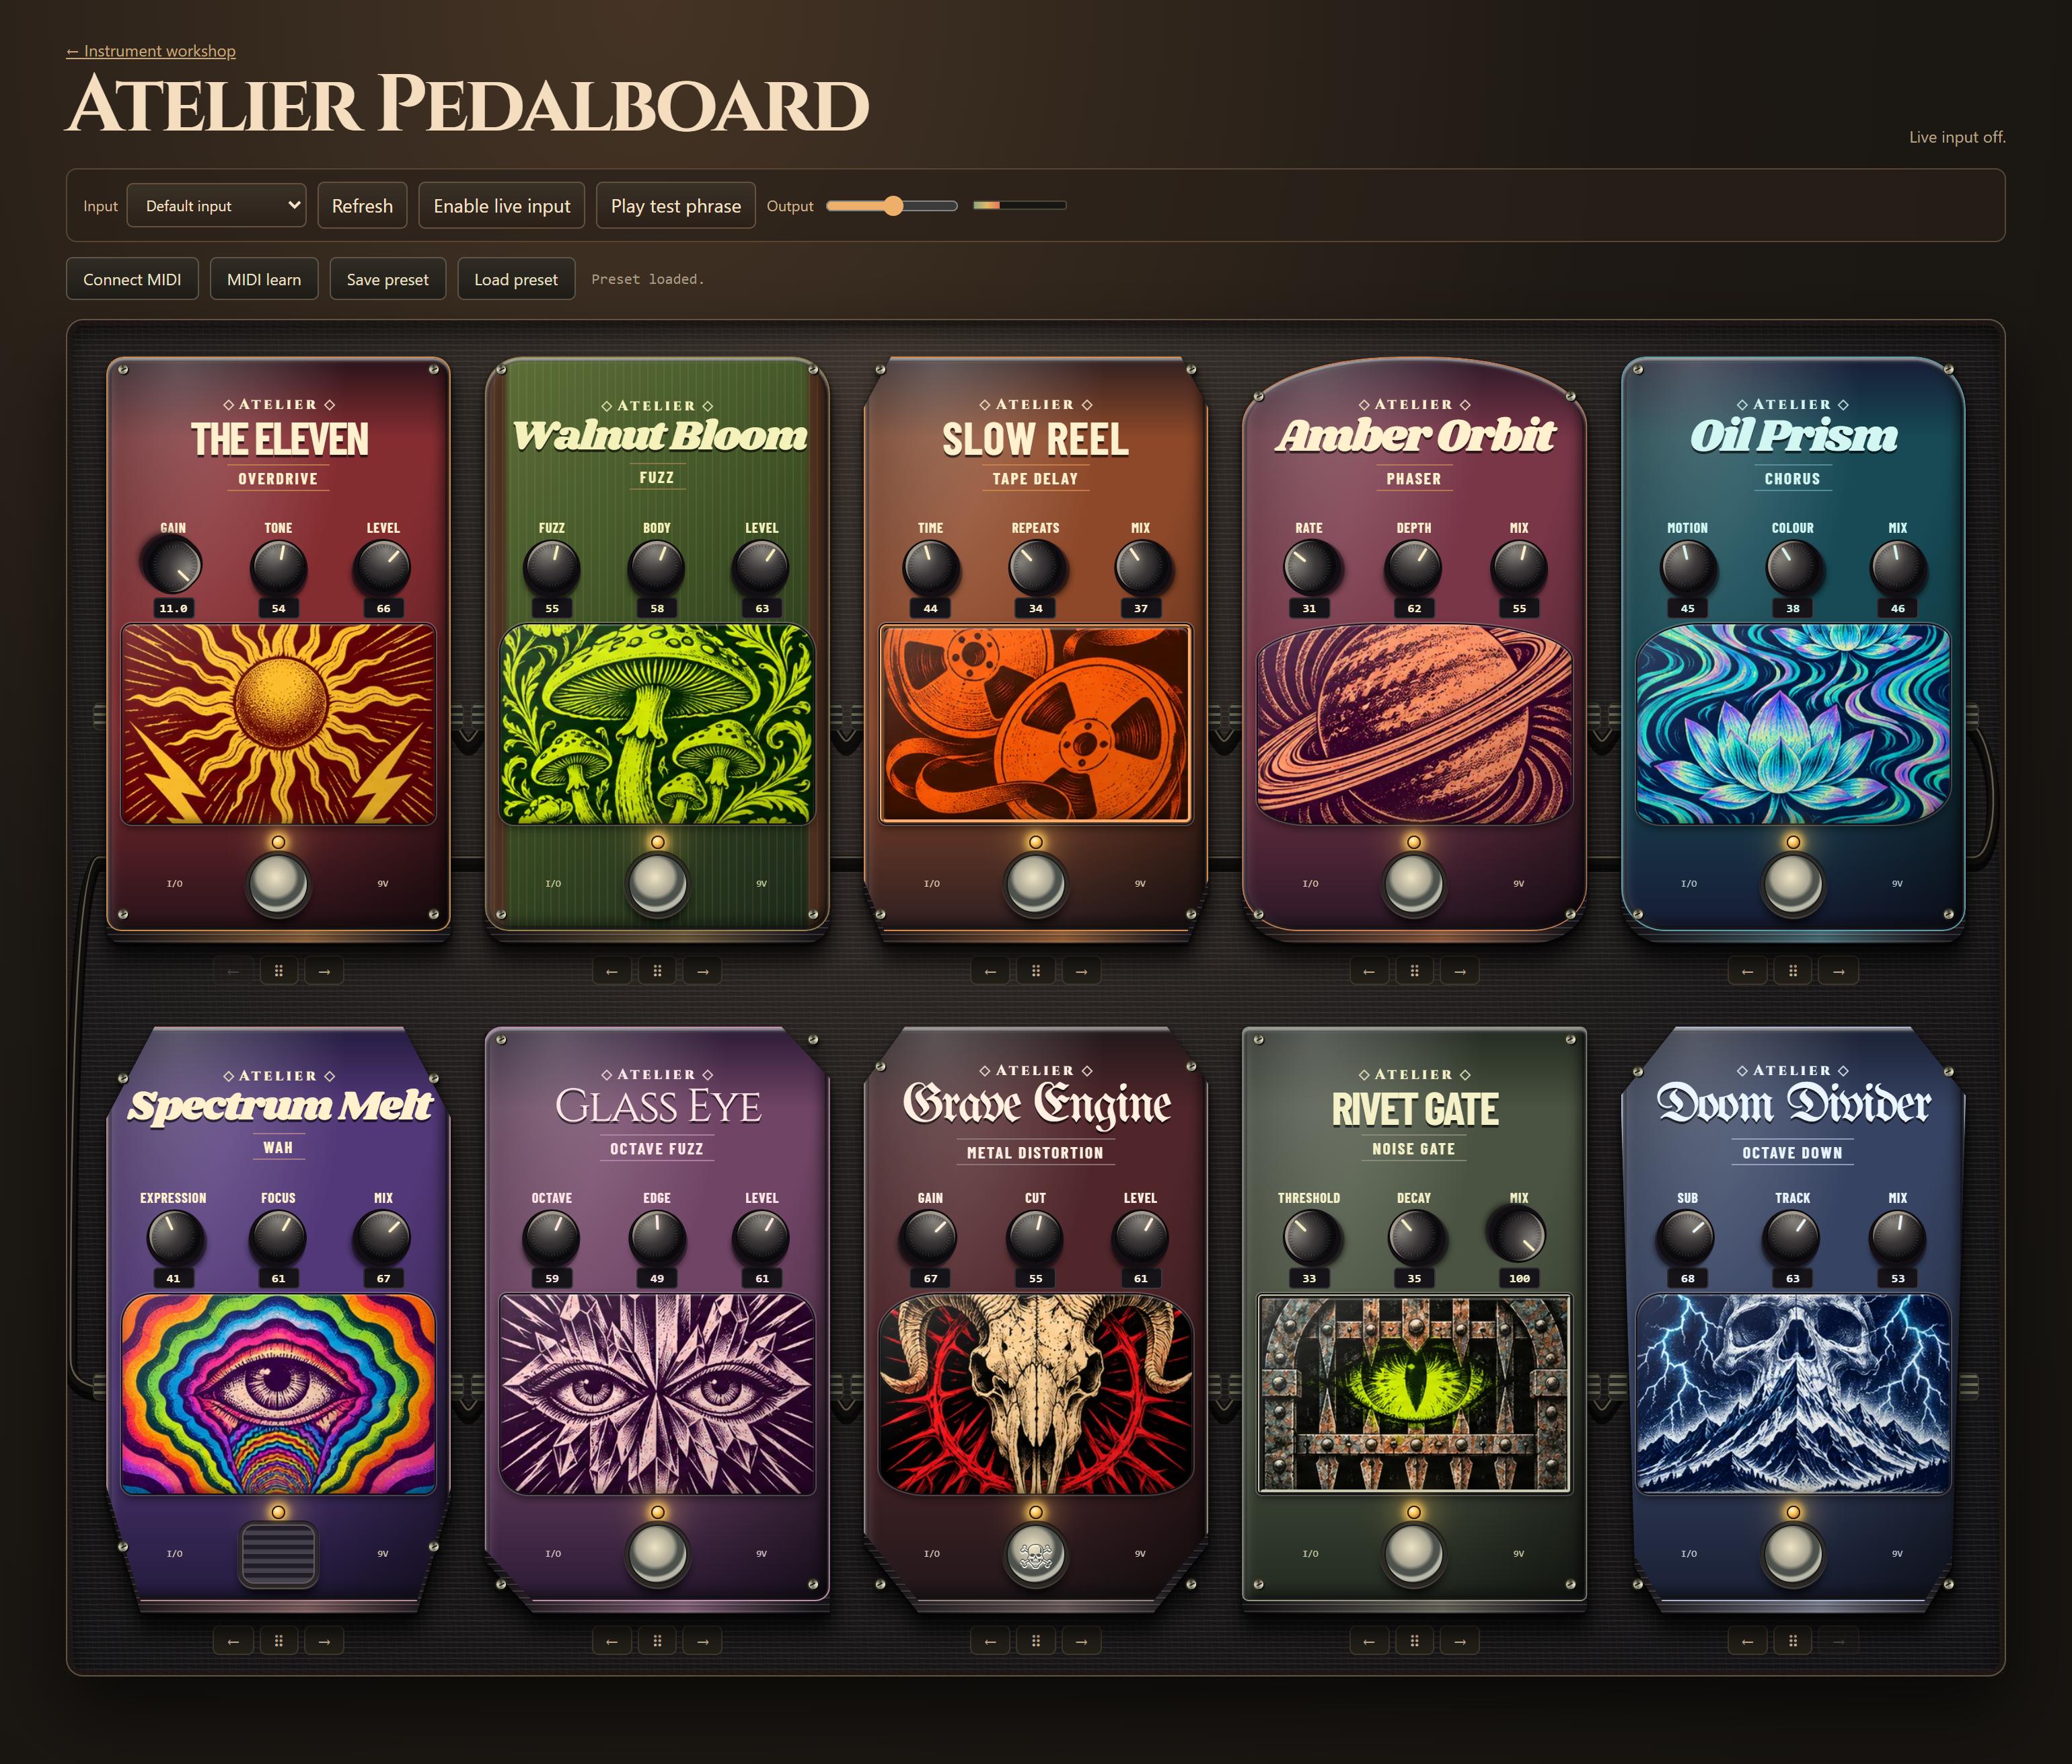 ← Instrument workshop
ATELIER PEDALBOARD
Live input off.
Input Default input Refresh Enable live input Play test phrase Output
Connect MIDI MIDI learn Save preset Load preset Preset loaded.
ATELIER
THE ELEVEN
OVERDRIVE
GAIN TONE LEVEL
11.0 54 66
I/O 9V
← →
ATELIER
Walnut Bloom
FUZZ
FUZZ BODY LEVEL
55 58 63
I/O 9V
← →
ATELIER
SLOW REEL
TAPE DELAY
TIME REPEATS MIX
44 34 37
I/O 9V
← →
ATELIER
Amber Orbit
PHASER
RATE DEPTH MIX
31 62 55
I/O 9V
← →
ATELIER
Oil Prism
CHORUS
MOTION COLOUR MIX
45 38 46
I/O 9V
← →
ATELIER
Spectrum Melt
WAH
EXPRESSION FOCUS MIX
41 61 67
I/O 9V
← →
ATELIER
GLASS EYE
OCTAVE FUZZ
OCTAVE EDGE LEVEL
59 49 61
I/O 9V
← →
ATELIER
Grave Engine
METAL DISTORTION
GAIN CUT LEVEL
67 55 61
I/O 9V
← →
ATELIER
RIVET GATE
NOISE GATE
THRESHOLD DECAY MIX
33 35 100
I/O 9V
← →
ATELIER
Doom Divider
OCTAVE DOWN
SUB TRACK MIX
68 63 53
I/O 9V
← →